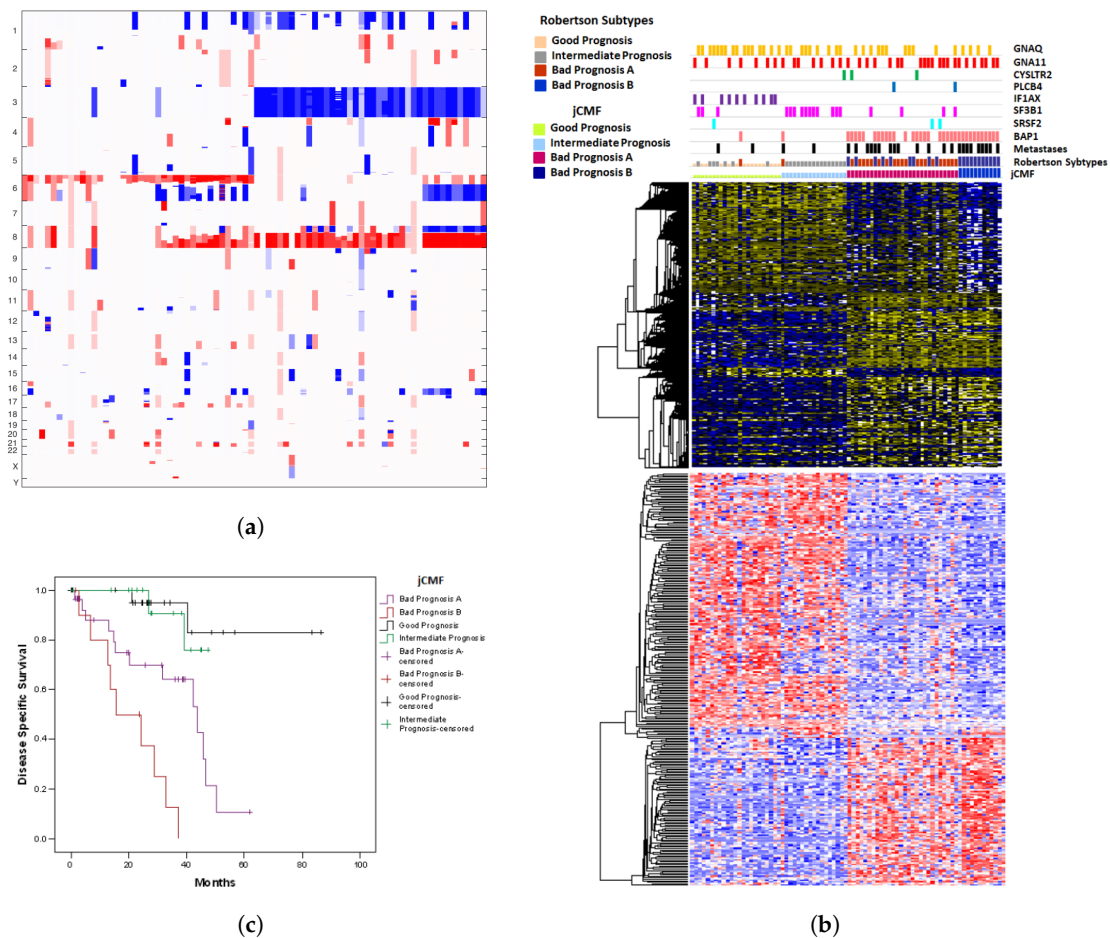 1
2
3
4
5
6
7
8
9
10
11
12
13
14
15
16
17
18
19
20
21
22
X
Y
(a)
Robertson Subtypes
Good Prognosis
Intermediate Prognosis
Bad Prognosis A
Bad Prognosis B
jCMF
Good Prognosis
Intermediate Prognosis
Bad Prognosis A
Bad Prognosis B
GNAQ
GNA11
CYSLTR2
PLCB4
IF1AX
SF3B1
SRSF2
BAP1
Metastases
Robertson Subtypes
jCMF
(b)
Disease Specific Survival
1.0
0.8
0.6
0.4
0.2
0.0
0
20
40
60
80
100
Months
jCMF
Bad Prognosis A
Bad Prognosis B
Good Prognosis
Intermediate Prognosis
Bad Prognosis A-
censored
Bad Prognosis B-
censored
Good Prognosis-
censored
Intermediate
Prognosis-censored
(c)